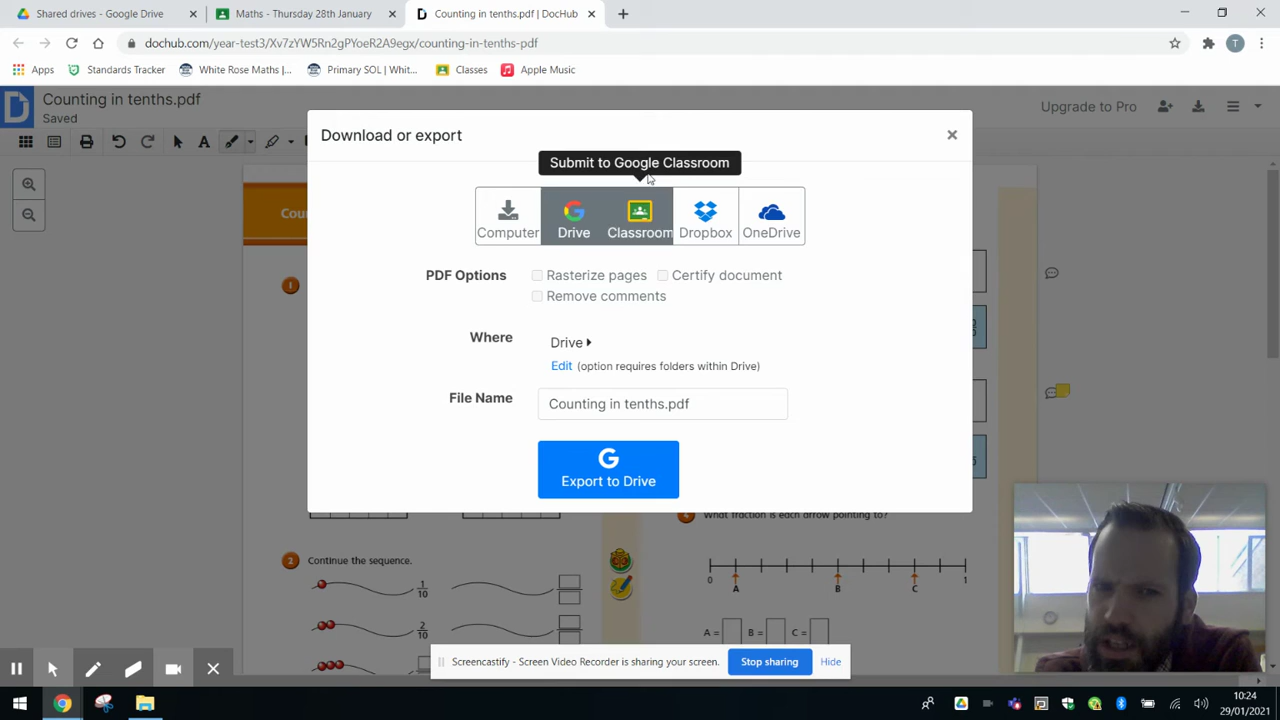 Shared drives - Google Drive
Maths - Thursday 28th January
Counting in tenths.pdf | DocHub
dochub.com/year-test3/Xv7zYW5Rn2gPYoeR2A9egx/counting-in-tenths-pdf
T
Apps
Standards Tracker
White Rose Maths |...
Primary SOL | Whit...
Classes
Apple Music
Counting in tenths.pdf
Saved
Upgrade to Pro
A
Download or export
Submit to Google Classroom
Computer
Drive
Classroom
Dropbox
OneDrive
PDF Options
Rasterize pages
Certify document
Remove comments
Where
Drive
Edit (option requires folders within Drive)
File Name
Counting in tenths.pdf
Export to Drive
Cou
1
What fraction is each arrow pointing to?
2
Continue the sequence.
1
10
2
10
0
1
A
B
C
A =
B =
C =
Screencastify - Screen Video Recorder is sharing your screen.
Stop sharing
Hide
10:24
29/01/2021